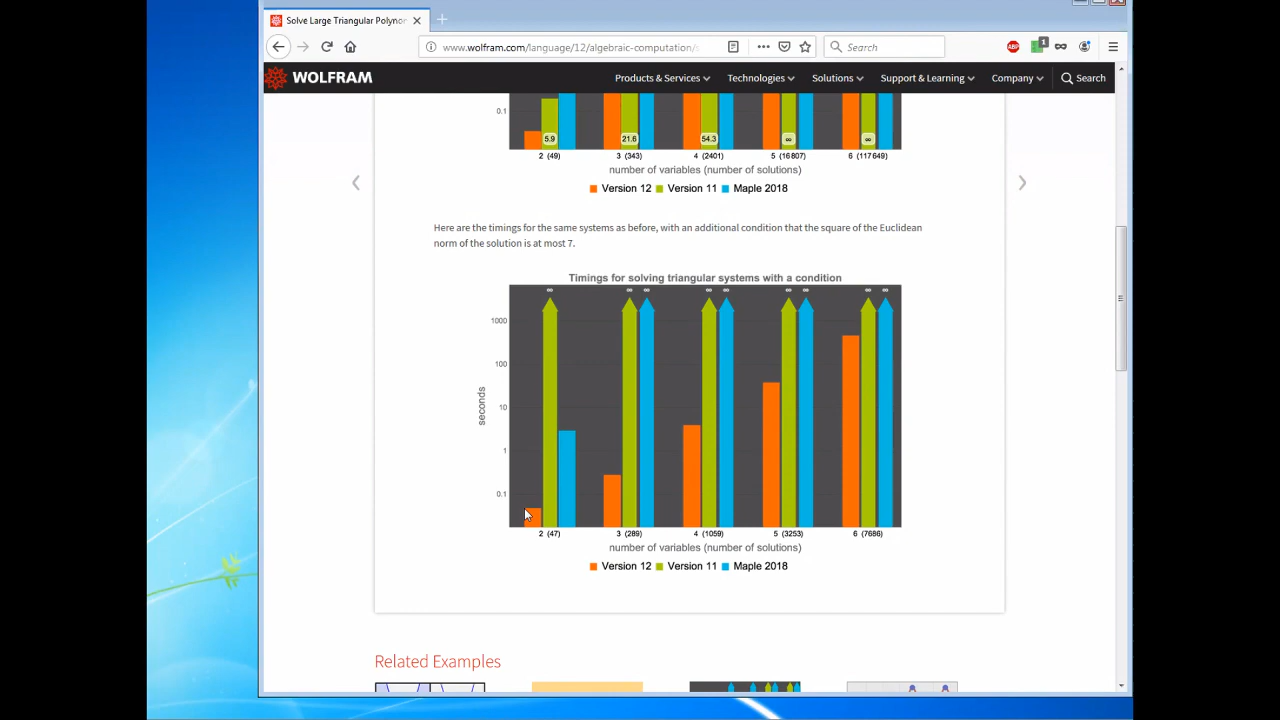 Solve Large Triangular Polynor
www.wolfram.com/language/12/algebraic-computation/s
Search
ABP
1
WOLFRAM
Products & Services
Technologies
Solutions
Support & Learning
Company
Search
0.1
5.9
21.6
54.3
∞
∞
2 (49)
3 (343)
4 (2401)
5 (16807)
6 (117649)
number of variables (number of solutions)
Version 12
Version 11
Maple 2018
Here are the timings for the same systems as before, with an additional condition that the square of the Euclidean
norm of the solution is at most 7.
Timings for solving triangular systems with a condition
∞
∞ ∞
∞ ∞
∞ ∞
∞ ∞
1000
100
10
1
0.1
seconds
2 (47)
3 (289)
4 (1059)
5 (3253)
6 (7686)
number of variables (number of solutions)
Version 12
Version 11
Maple 2018
Related Examples